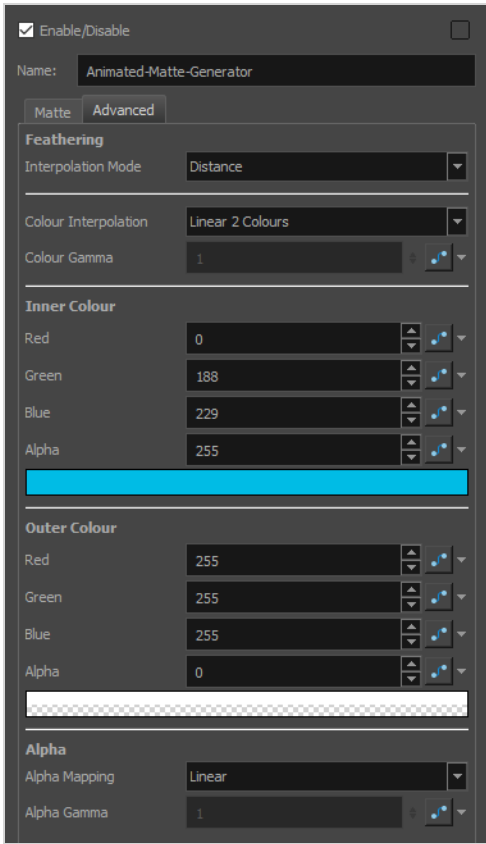 Enable/Disable
Name: Animated-Matte-Generator
Matte Advanced
Feathering
Interpolation Mode Distance
Colour Interpolation Linear 2 Colours
Colour Gamma 1
Inner Colour
Red 0
Green 188
Blue 229
Alpha 255
Outer Colour
Red 255
Green 255
Blue 255
Alpha 0
Alpha
Alpha Mapping Linear
Alpha Gamma 1